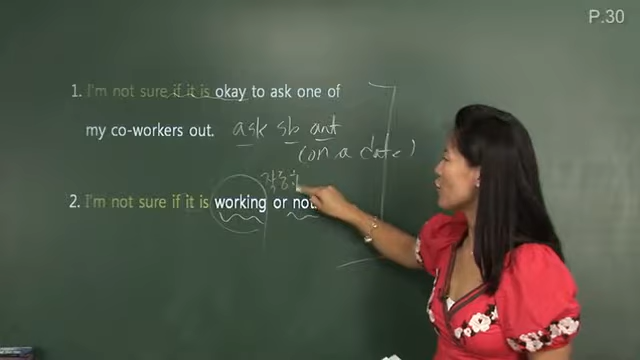 P.30
1. I'm not sure if it is okay to ask one of
my co-workers out. ask sb
(on a date)
2. I'm not sure if it is working or not.